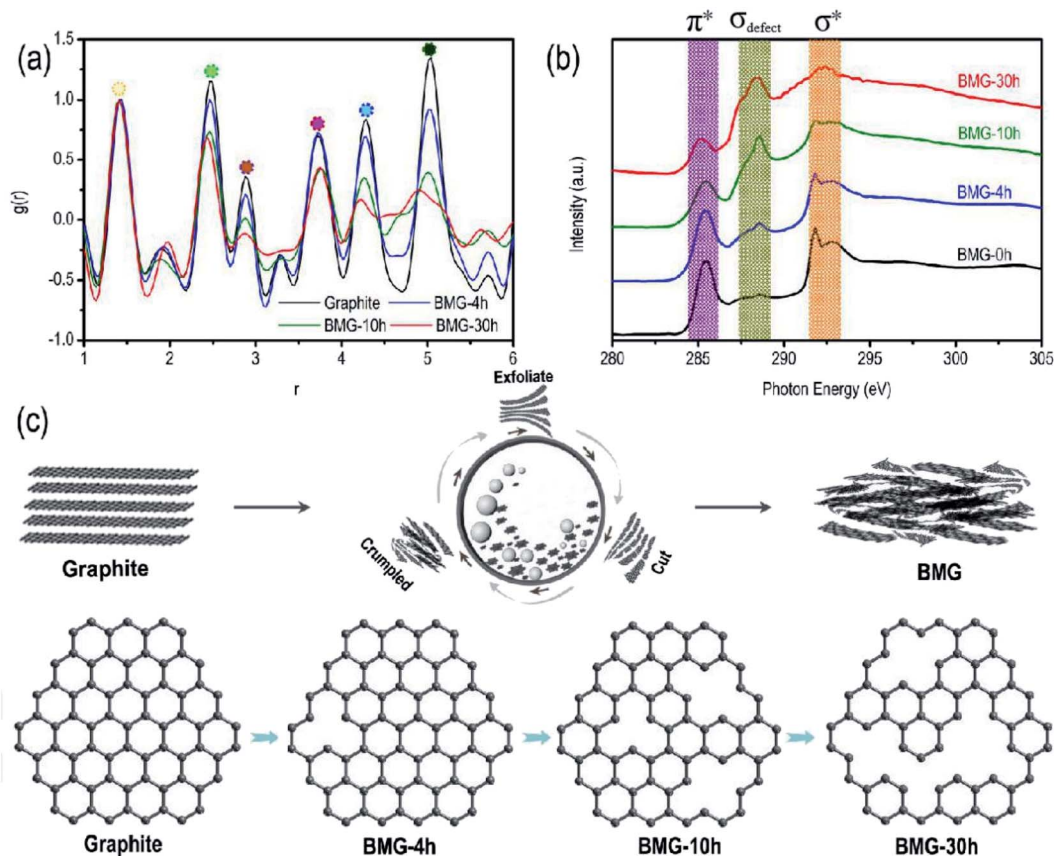 (a)
1.5
1.0
0.5
0.0
-0.5
-1.0
g(r)
Graphite
BMG-4h
BMG-10h
BMG-30h
1 2 3 4 5 6
r
(b)
π* σdefect σ*
BMG-30h
BMG-10h
BMG-4h
BMG-0h
Intensity (a.u.)
280 285 290 295 300 305
Photon Energy (eV)
(c)
Exfoliate
Crumpled
Cut
Graphite
BMG
Graphite BMG-4h BMG-10h BMG-30h